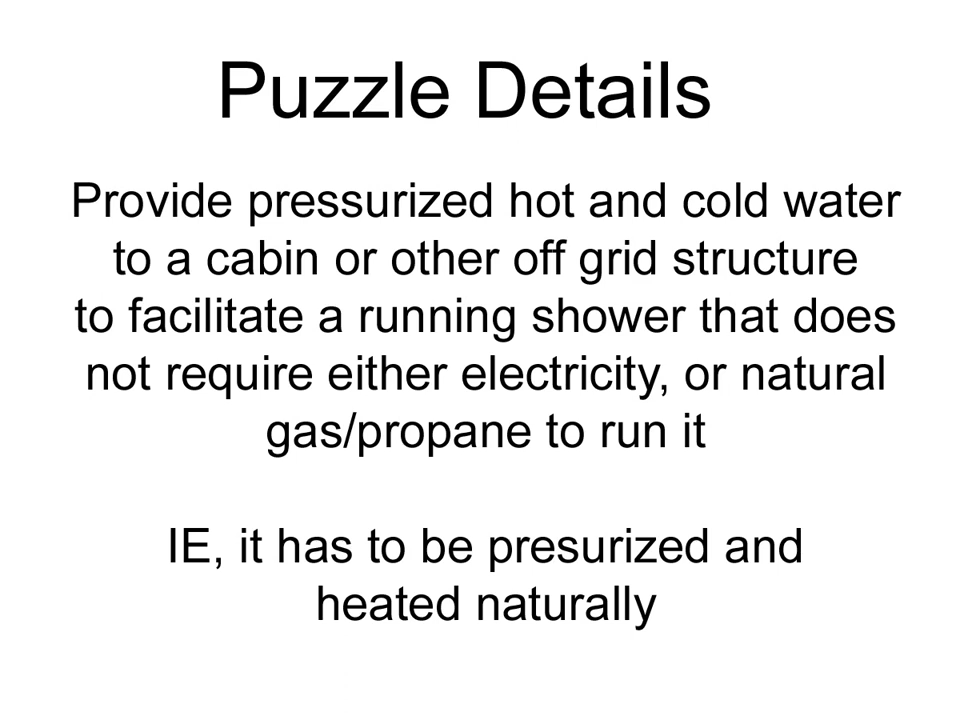 Puzzle Details
Provide pressurized hot and cold water
to a cabin or other off grid structure
to facilitate a running shower that does
not require either electricity, or natural
gas/propane to run it
IE, it has to be presurized and
heated naturally